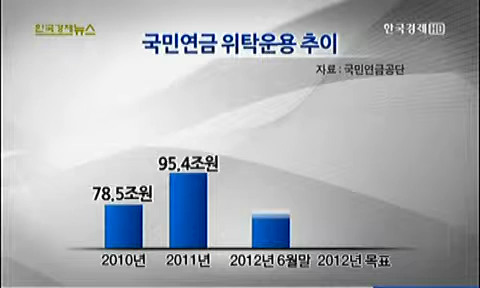 한국경제뉴스
한국경제HD
국민연금 위탁운용 추이
자료 : 국민연금공단
78.5조원
95.4조원
2010년
2011년
2012년 6월말
2012년 목표